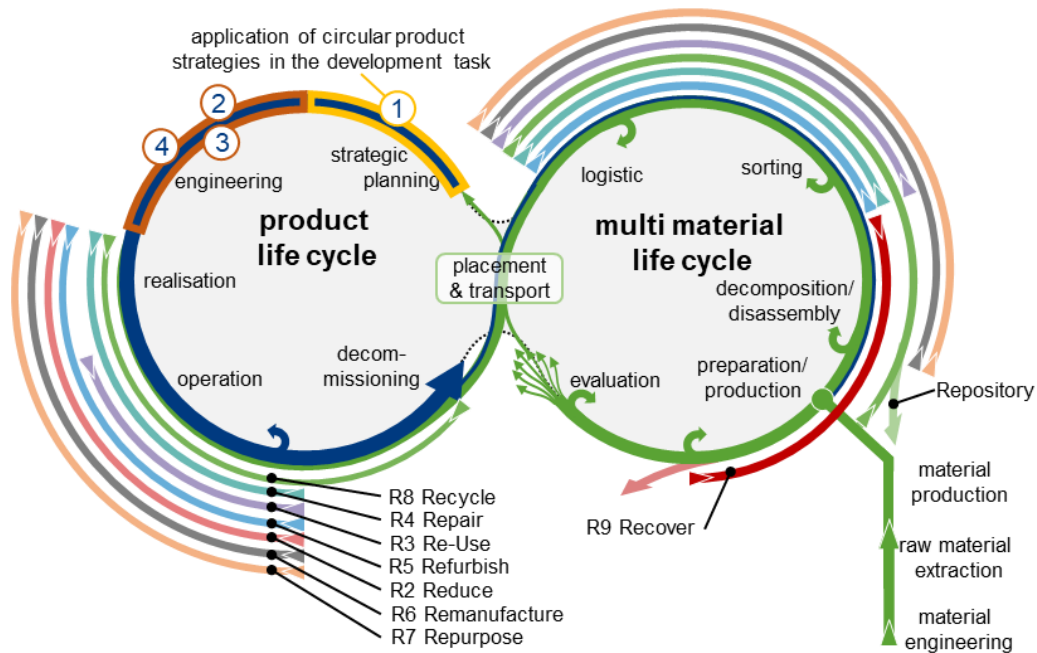 application of circular product
strategies in the development task
1
2
3
4
strategic
planning
engineering
product
life cycle
realisation
operation
decom-
missioning
placement
& transport
logistic
sorting
multi material
life cycle
decomposition/
disassembly
preparation/
production
evaluation
Repository
R8 Recycle
R4 Repair
R3 Re-Use
R5 Refurbish
R2 Reduce
R6 Remanufacture
R7 Repurpose
R9 Recover
material
production
raw material
extraction
material
engineering